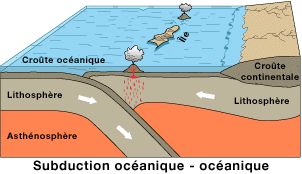 île
Croûte océanique
Croûte
continentale
Lithosphère
Lithosphère
Asthénosphère
Subduction océanique - océanique